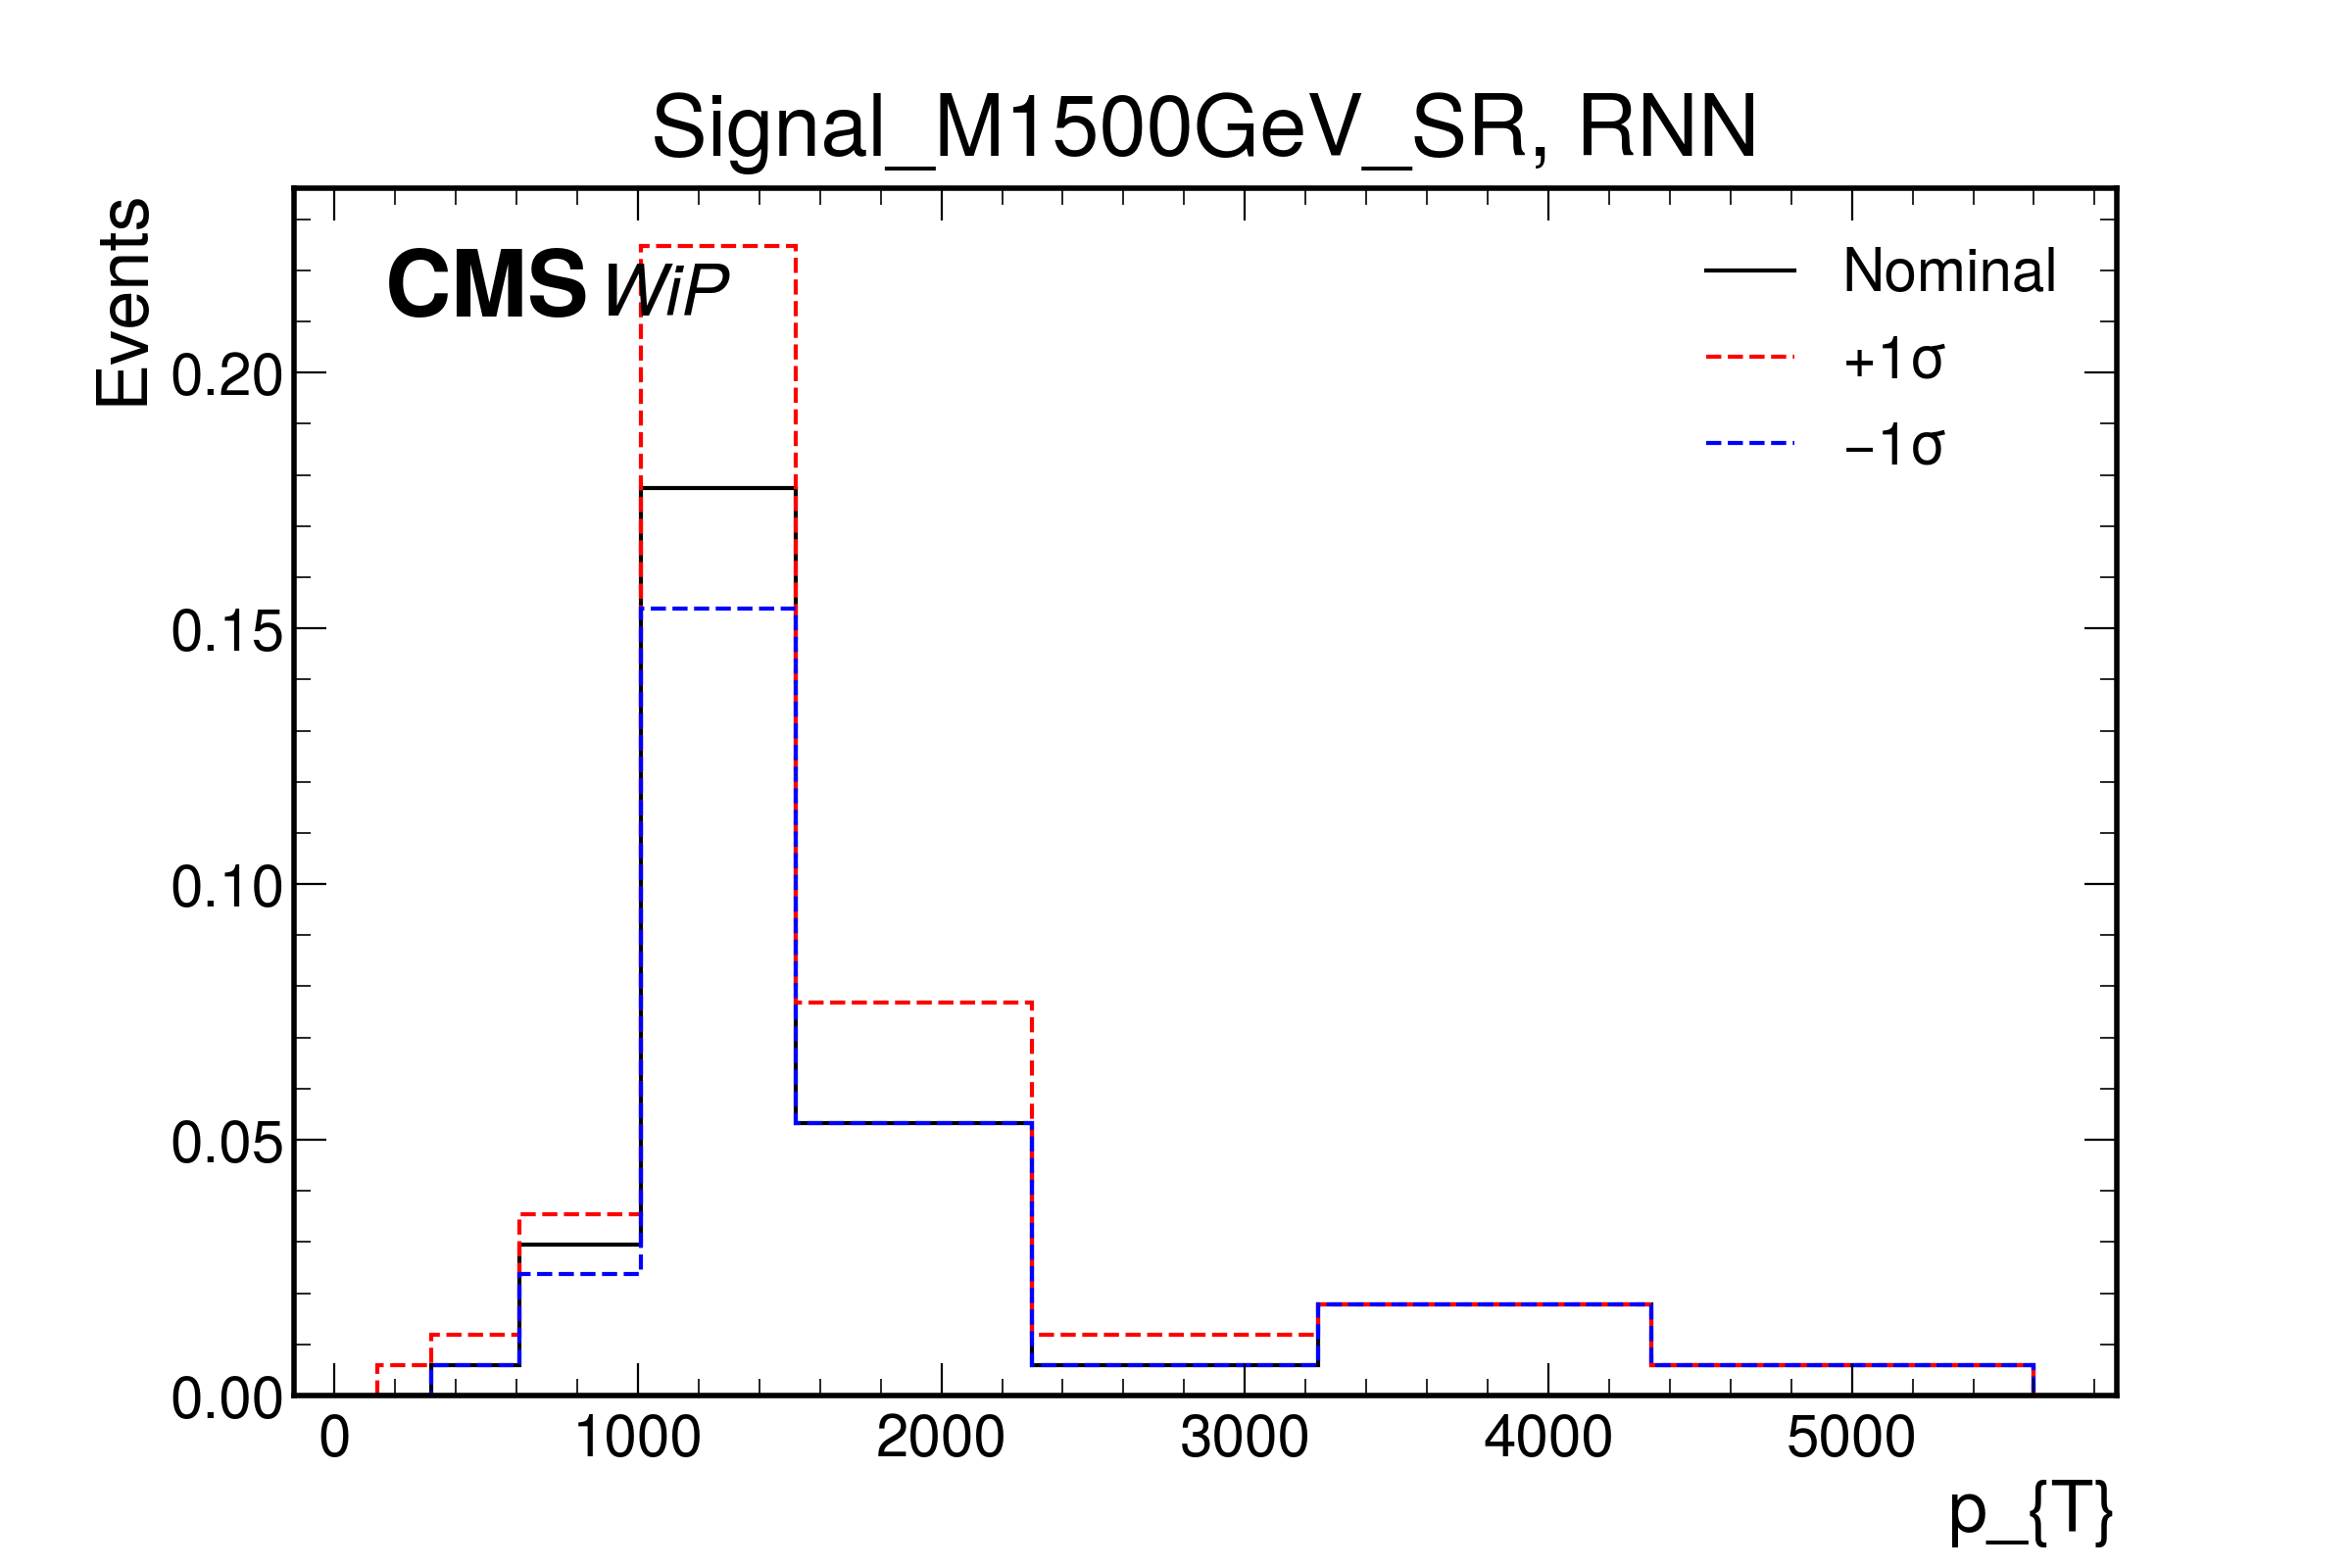 Signal_M1500GeV_SR, RNN
Events
CMS WiP
Nominal
+1σ
−1σ
0.20
0.15
0.10
0.05
0.00
0 1000 2000 3000 4000 5000
p_{T}